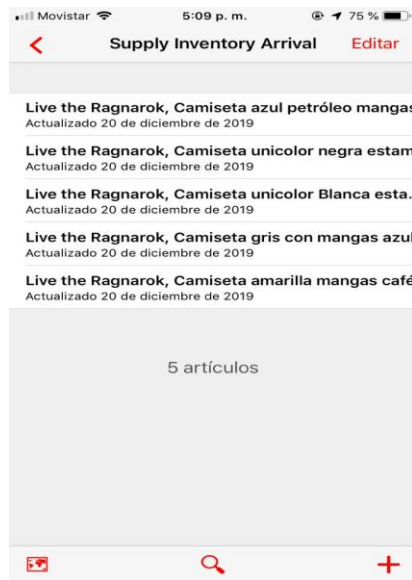 Movistar 5:09 p. m. 75 %
Supply Inventory Arrival Editar
Live the Ragnarok, Camiseta azul petróleo mangas
Actualizado 20 de diciembre de 2019
Live the Ragnarok, Camiseta unicolor negra estam
Actualizado 20 de diciembre de 2019
Live the Ragnarok, Camiseta unicolor Blanca esta...
Actualizado 20 de diciembre de 2019
Live the Ragnarok, Camiseta gris con mangas azul
Actualizado 20 de diciembre de 2019
Live the Ragnarok, Camiseta amarilla mangas café
Actualizado 20 de diciembre de 2019
5 artículos